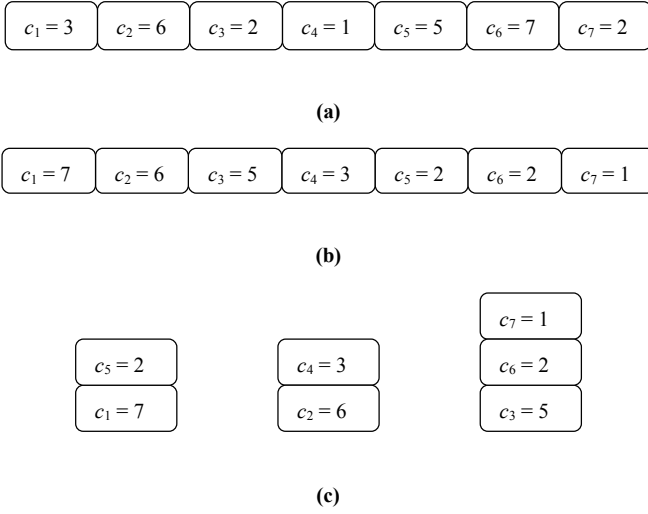 c₁ = 3 c₂ = 6 c₃ = 2 c₄ = 1 c₅ = 5 c₆ = 7 c₇ = 2
(a)
c₁ = 7 c₂ = 6 c₃ = 5 c₄ = 3 c₅ = 2 c₆ = 2 c₇ = 1
(b)
c₇ = 1
c₅ = 2 c₄ = 3 c₆ = 2
c₁ = 7 c₂ = 6 c₃ = 5
(c)